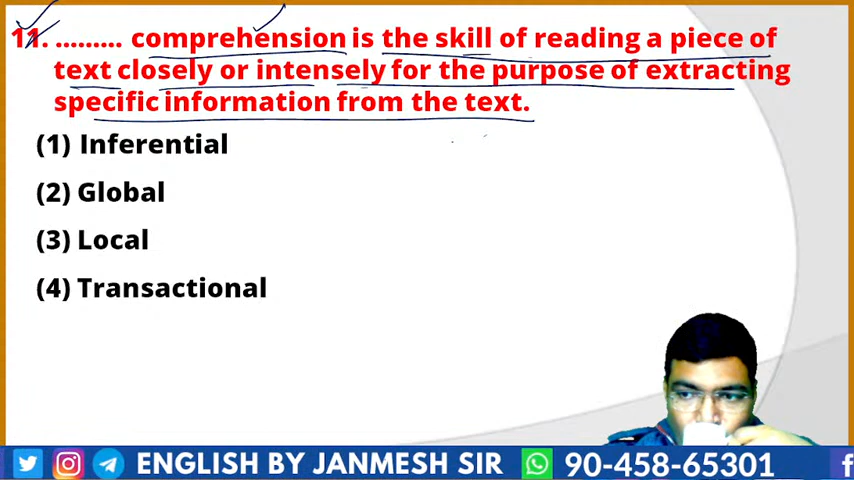 11. ......... comprehension is the skill of reading a piece of
text closely or intensely for the purpose of extracting
specific information from the text.
(1) Inferential
(2) Global
(3) Local
(4) Transactional
ENGLISH BY JANMESH SIR 90-458-65301